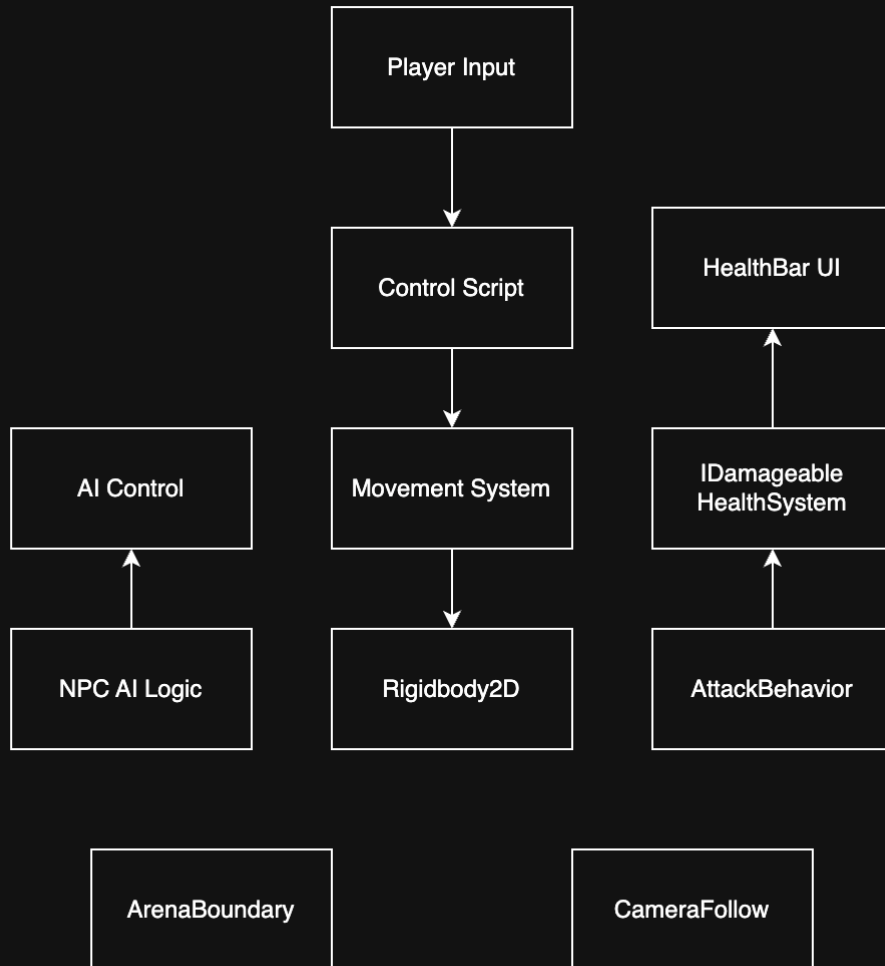 Player Input
Control Script
HealthBar UI
AI Control
Movement System
IDamageable
HealthSystem
NPC AI Logic
Rigidbody2D
AttackBehavior
ArenaBoundary
CameraFollow